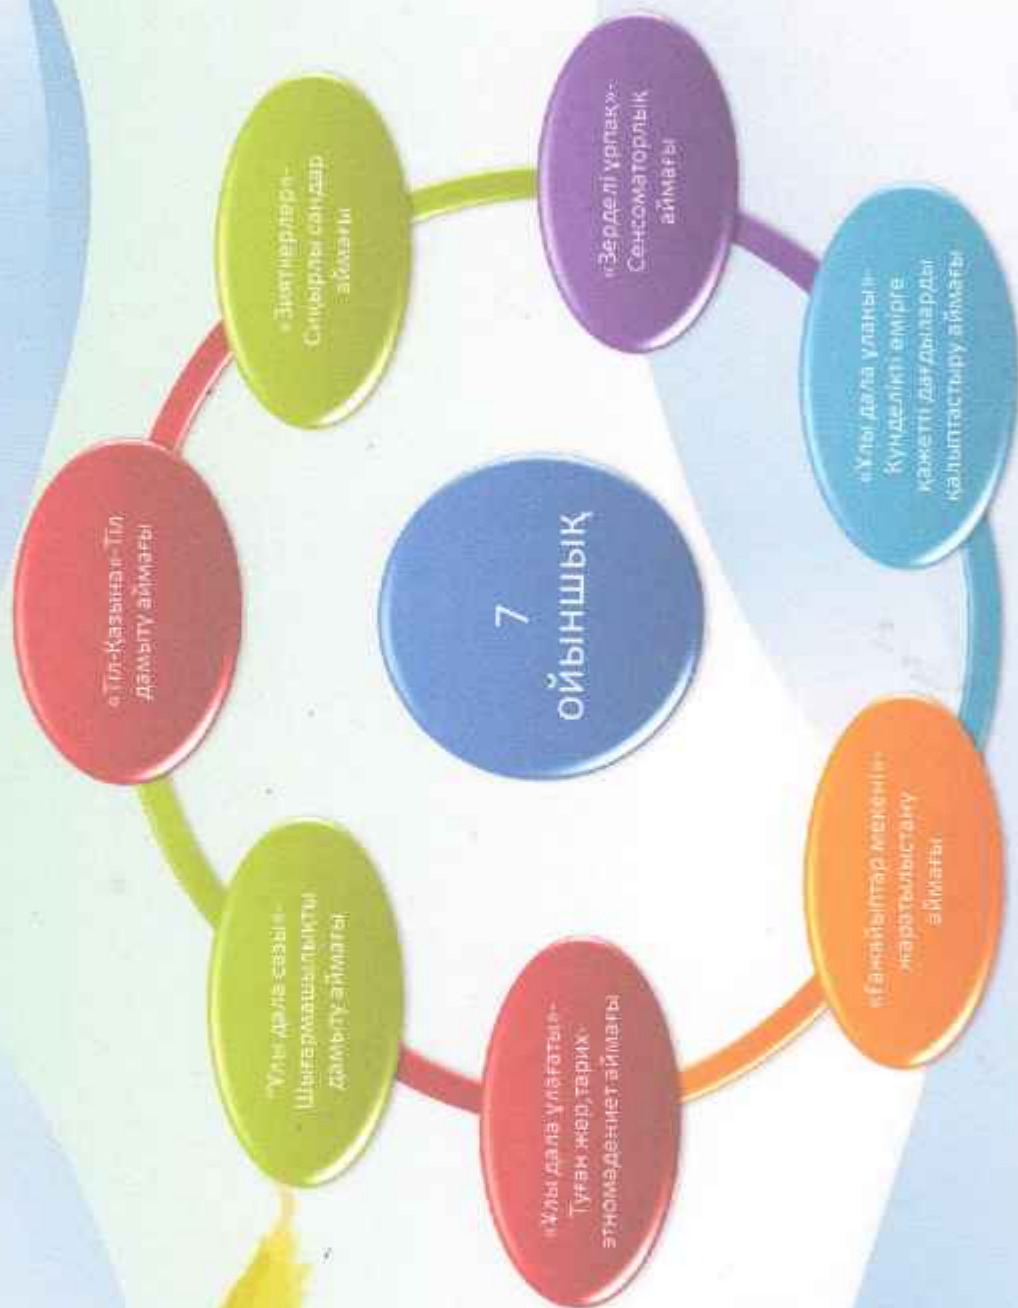 «Тіл-Қазына»-Тіл
дамыту аймағы
«Зияткерлер»-
Сиқырлы сандар
аймағы
«Зерделі ұрпақ»-
Сенсоматорлық
аймағы
«Ұлы дала уланы»-
Күнделікті өмірге
қажетті дағдыларды
қалыптастыру аймағы
«Ғажайыптар мекені»-
жаратылыстану
аймағы
«Ұлы дала ұлағаты»-
Туған жер,тарих-
этномәдениет аймағы
"Ұлы дала сазы»-
Шығармашылықты
дамыту аймағы
7
ойыншық